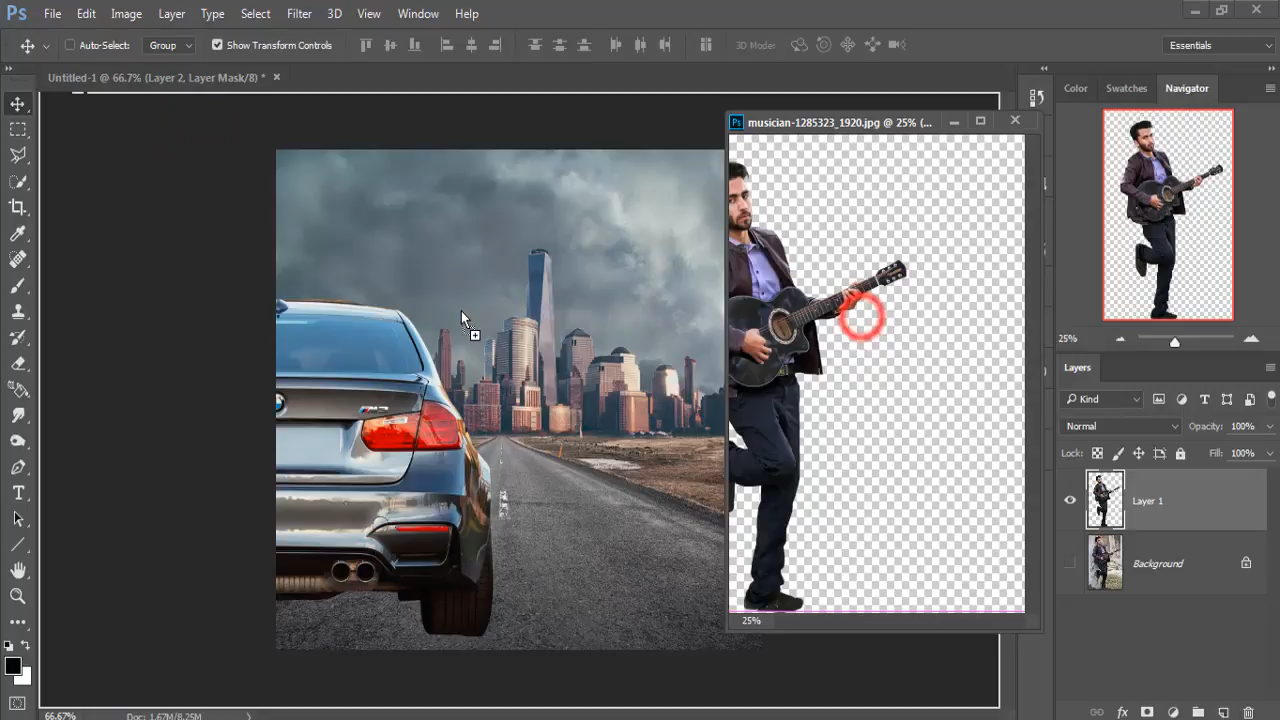 Ps File Edit Image Layer Type Select Filter 3D View Window Help
Auto-Select: Group Show Transform Controls 3D Mode: Essentials
Untitled-1 @ 66.7% (Layer 2, Layer Mask/8) * ×
Color Swatches Navigator
Ps musician-1285323_1920.jpg @ 25% (...
25%
Layers
Kind
Normal Opacity: 100%
Lock: Fill: 100%
Layer 1
Background
25%
66.67% Doc: 1.67M/8.25M